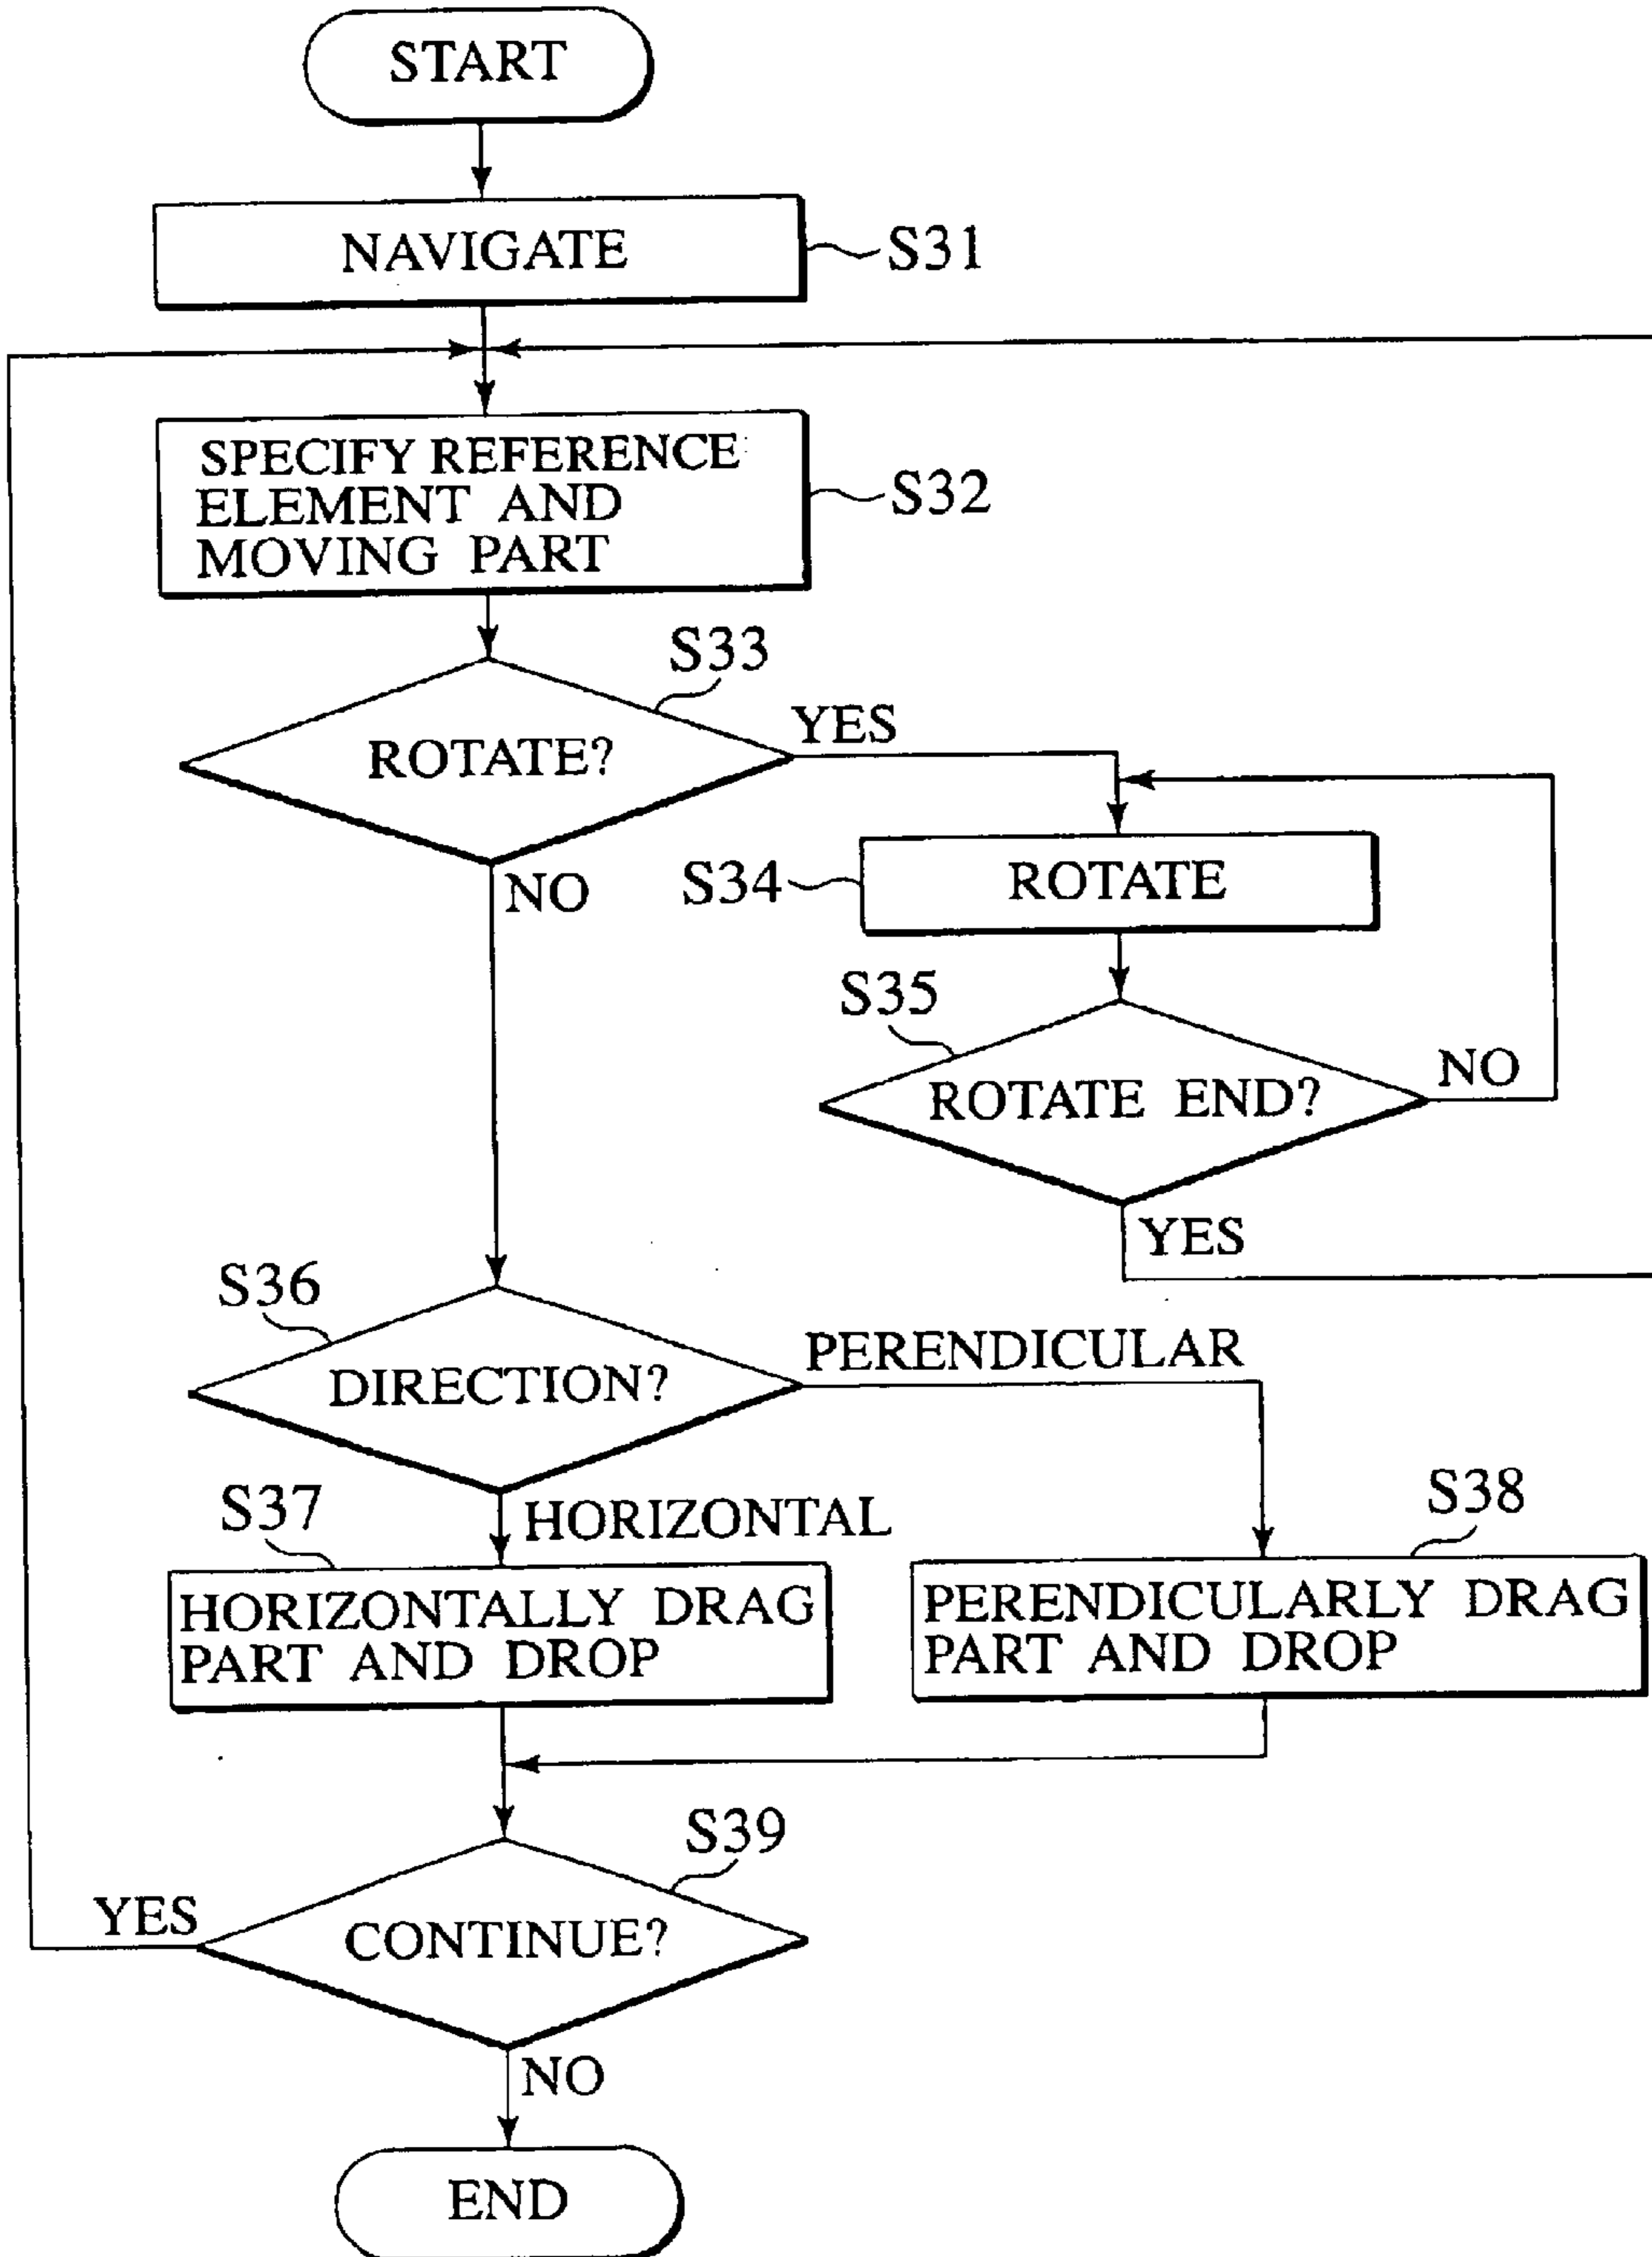 START
NAVIGATE
S31
SPECIFY REFERENCE
ELEMENT AND
MOVING PART
S32
S33
ROTATE?
YES
NO
S34
ROTATE
S35
ROTATE END?
NO
YES
S36
DIRECTION?
PERENDICULAR
HORIZONTAL
S37
HORIZONTALLY DRAG
PART AND DROP
S38
PERENDICULARLY DRAG
PART AND DROP
S39
CONTINUE?
YES
NO
END